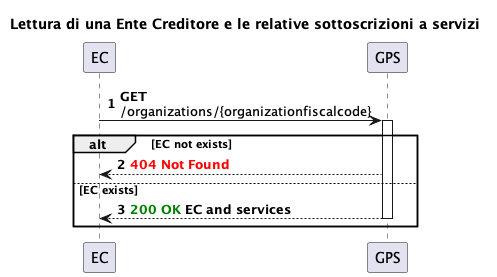 Lettura di una Ente Creditore e le relative sottoscrizioni a servizi
EC GPS
1 GET
/organizations/{organizationfiscalcode}
alt [EC not exists]
2 404 Not Found
[EC exists]
3 200 OK EC and services
EC GPS